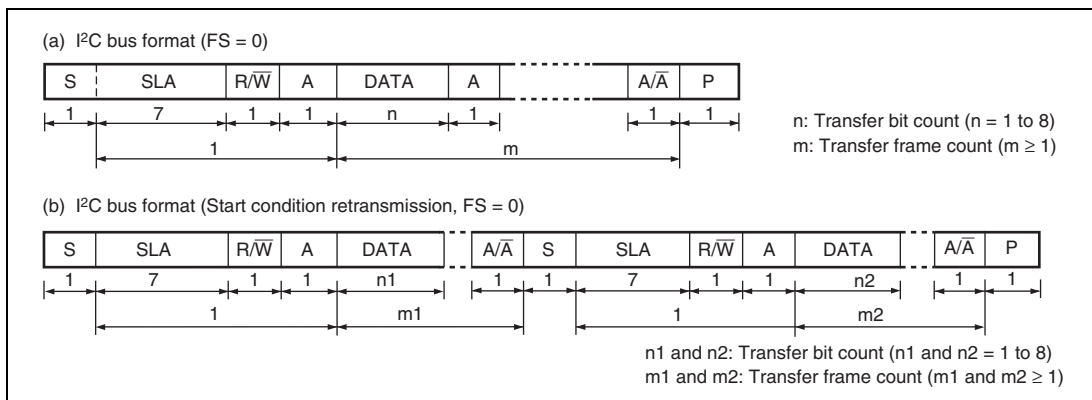 (a) I²C bus format (FS = 0)
S SLA R/W̅ A DATA A A/A̅ P
1 7 1 1 n 1 1 1
1 m
n: Transfer bit count (n = 1 to 8)
m: Transfer frame count (m ≥ 1)
(b) I²C bus format (Start condition retransmission, FS = 0)
S SLA R/W̅ A DATA A/A̅ S SLA R/W̅ A DATA A/A̅ P
1 7 1 1 n1 1 1 7 1 1 n2 1 1
1 m1 1 m2
n1 and n2: Transfer bit count (n1 and n2 = 1 to 8)
m1 and m2: Transfer frame count (m1 and m2 ≥ 1)